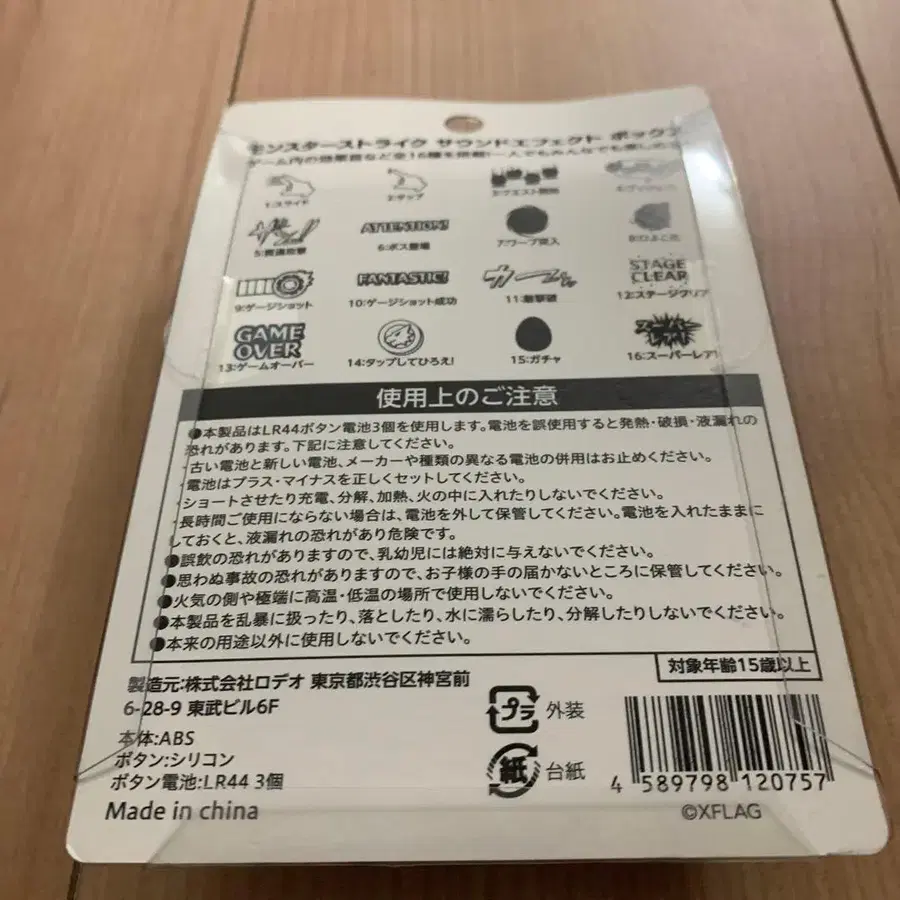 モンスターストライク サウンドエフェクト ボックス
ゲーム内の効果音など全16種を搭載!一人でもみんなでも楽しめる
1:スライド
2:タップ
3:クエスト開始
ATTENTION!
5:友情攻撃
6:ボス登場
7:ワープ突入
FANTASTIC!
STAGE
CLEAR
9:ゲージショット
10:ゲージショット成功
11:撃撃破
12:ステージクリア
GAME
OVER
スーパー
レア!
13:ゲームオーバー
14:タップしてひろえ!
15:ガチャ
16:スーパーレア!
使用上のご注意
●本製品はLR44ボタン電池3個を使用します。電池を誤使用すると発熱・破損・液漏れの
恐れがあります。下記に注意してください。
・古い電池と新しい電池、メーカーや種類の異なる電池の併用はお止めください。
・電池はプラス・マイナスを正しくセットしてください。
・ショートさせたり充電、分解、加熱、火の中に入れたりしないでください。
・長時間ご使用にならない場合は、電池を外して保管してください。電池を入れたままに
しておくと、液漏れの恐れがあり危険です。
●誤飲の恐れがありますので、乳幼児には絶対に与えないでください。
●思わぬ事故の恐れがありますので、お子様の手の届かないところに保管してください。
●火気の側や極端に高温・低温の場所で使用しないでください。
●本製品を乱暴に扱ったり、落としたり、水に濡らしたり、分解したりしないでください。
●本来の用途以外に使用しないでください。
対象年齢15歳以上
製造元:株式会社ロデオ 東京都渋谷区神宮前
6-28-9 東武ビル6F
本体:ABS
ボタン:シリコン
ボタン電池:LR44 3個
Made in china
プラ 外装
紙 台紙
4 589798 120757
©XFLAG